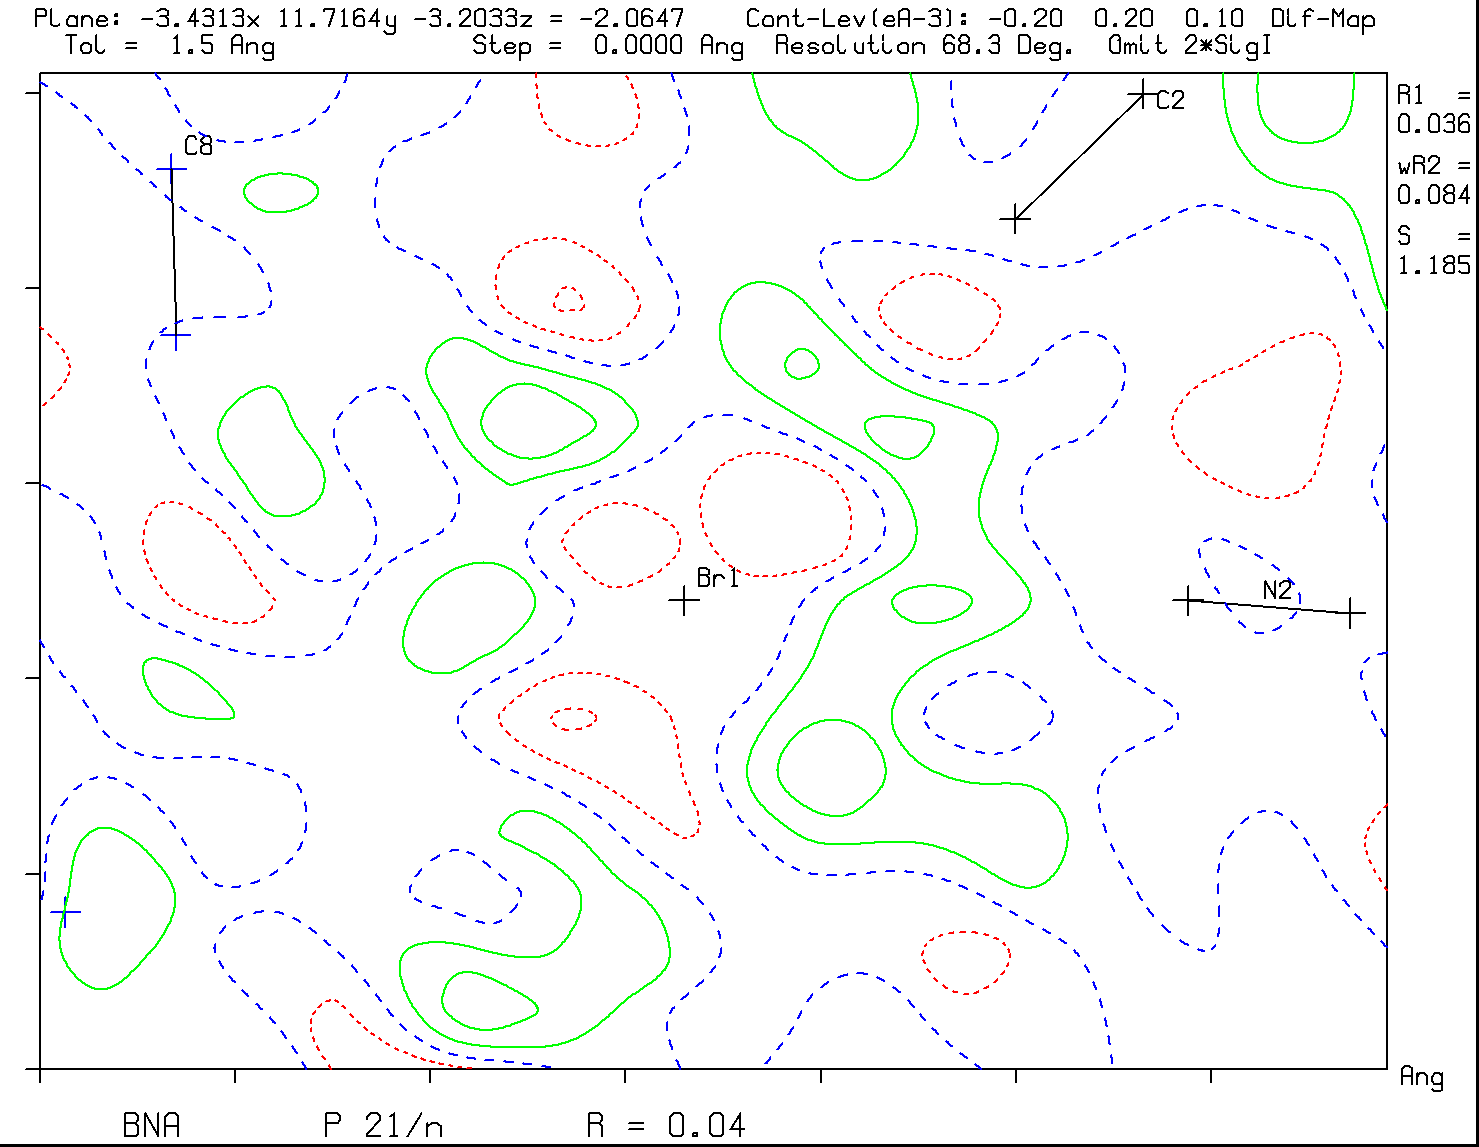 Plane: -3.4313x 11.7164y -3.2033z = -2.0647 Cont-Lev(eA-3): -0.20 0.20 0.10 Dif-Map
Tol = 1.5 Ang Step = 0.0000 Ang Resolution 68.3 Deg. Omit 2*SigI
R1 =
0.036
wR2 =
0.084
S =
1.185
C2
C8
Br1
N2
Ang
BNA P 21/n R = 0.04